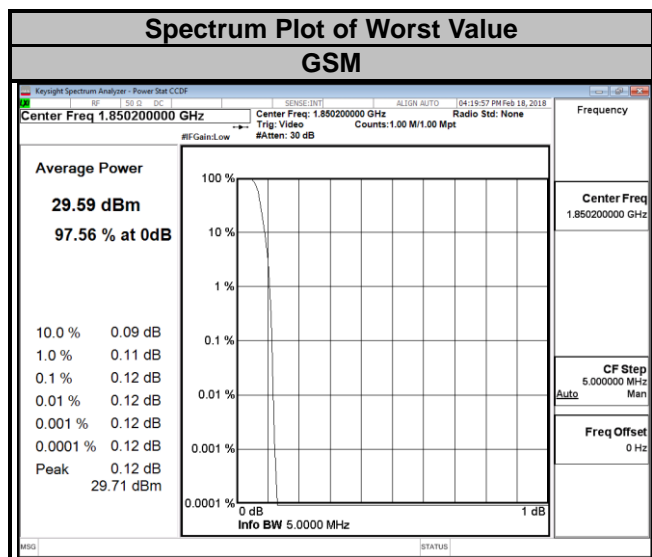 Spectrum Plot of Worst Value
GSM
Keysight Spectrum Analyzer - Power Stat CCDF
RF 50 Ω DC SENSE:INT ALIGN AUTO 04:19:57 PM Feb 18, 2018
Center Freq 1.850200000 GHz
Center Freq: 1.850200000 GHz Radio Std: None
Trig: Video Counts:1.00 M/1.00 Mpt
#IFGain:Low #Atten: 30 dB
Frequency
Average Power
29.59 dBm
97.56 % at 0dB
10.0 % 0.09 dB
1.0 % 0.11 dB
0.1 % 0.12 dB
0.01 % 0.12 dB
0.001 % 0.12 dB
0.0001 % 0.12 dB
Peak 0.12 dB
29.71 dBm
100 %
10 %
1 %
0.1 %
0.01 %
0.001 %
0.0001 %
0 dB 1 dB
Info BW 5.0000 MHz
Center Freq
1.850200000 GHz
CF Step
5.000000 MHz
Auto Man
Freq Offset
0 Hz
MSG STATUS